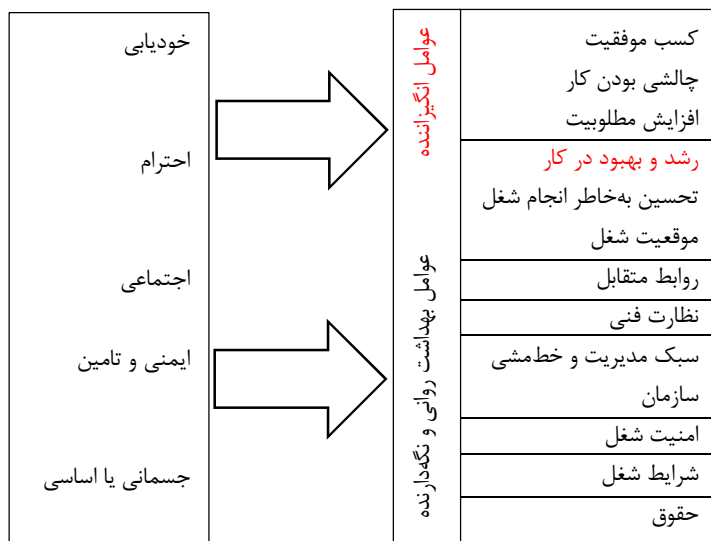 کسب موفقیت
چالشی بودن کار
افزایش مطلوبیت
رشد و بهبود در کار
تحسین به‌خاطر انجام شغل
موقعیت شغل
روابط متقابل
نظارت فنی
سبک مدیریت و خط‌مشی
سازمان
امنیت شغل
شرایط شغل
حقوق
عوامل انگیزاننده
عوامل بهداشت روانی و نگه‌دارنده
خودیابی
احترام
اجتماعی
ایمنی و تامین
جسمانی یا اساسی